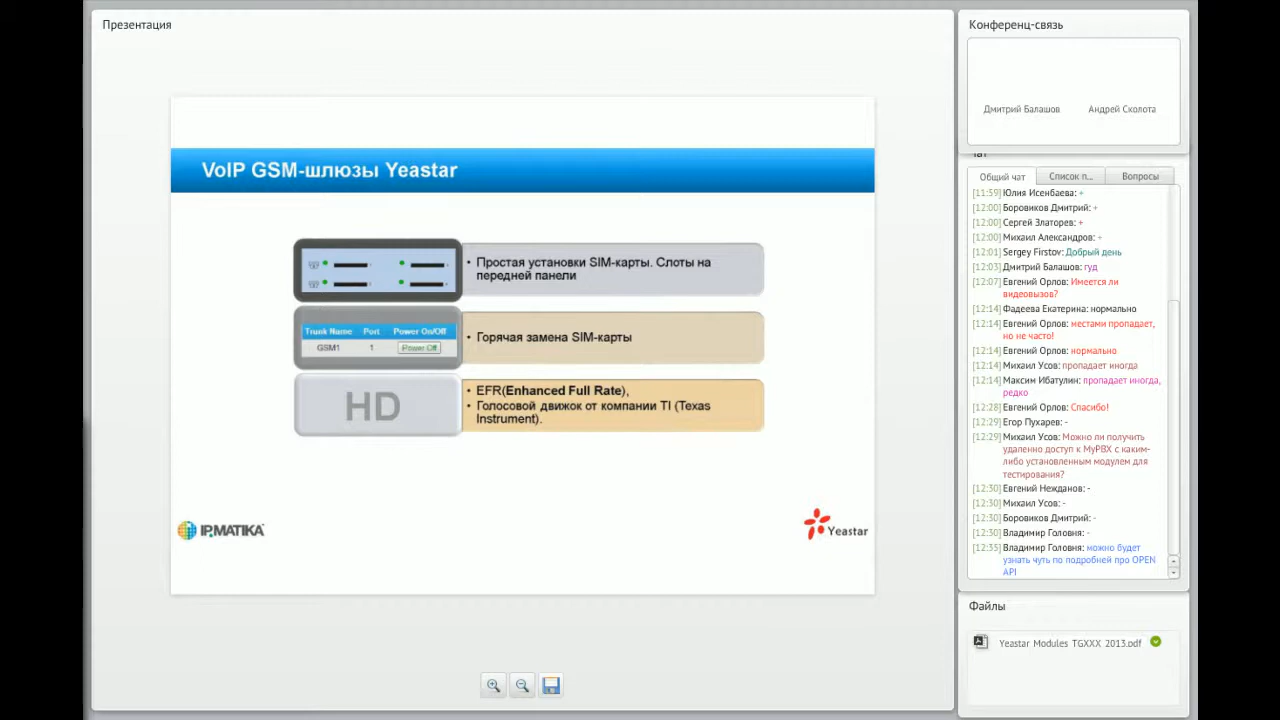 Презентация
VoIP GSM-шлюзы Yeastar
• Простая установки SIM-карты. Слоты на
передней панели
Trunk Name Port Power On/Off
GSM1 1 Power Off
• Горячая замена SIM-карты
HD
• EFR(Enhanced Full Rate),
• Голосовой движок от компании TI (Texas
Instrument).
IP.MATIKA
Yeastar
Конференц-связь
Дмитрий Балашов Андрей Сколота
Чат
Общий чат Список п... Вопросы
[11:59] Юлия Исенбаева: +
[12:00] Боровиков Дмитрий: +
[12:00] Сергей Златорев: +
[12:00] Михаил Александров: +
[12:01] Sergey Firstov: Добрый день
[12:03] Дмитрий Балашов: гуд
[12:07] Евгений Орлов: Имеется ли
видеовызов?
[12:14] Фадеева Екатерина: нормально
[12:14] Евгений Орлов: местами пропадает,
но не часто!
[12:14] Евгений Орлов: нормально
[12:14] Михаил Усов: пропадает иногда
[12:14] Максим Ибатулин: пропадает иногда,
редко
[12:28] Евгений Орлов: Спасибо!
[12:29] Егор Пухарев: -
[12:29] Михаил Усов: Можно ли получить
удаленно доступ к MyPBX с каким-
либо установленным модулем для
тестирования?
[12:30] Евгений Нежданов: -
[12:30] Михаил Усов: -
[12:30] Боровиков Дмитрий: -
[12:30] Владимир Головня: -
[12:35] Владимир Головня: можно будет
узнать чуть по подробней про OPEN
API
Файлы
Yeastar Modules TGXXX 2013.pdf